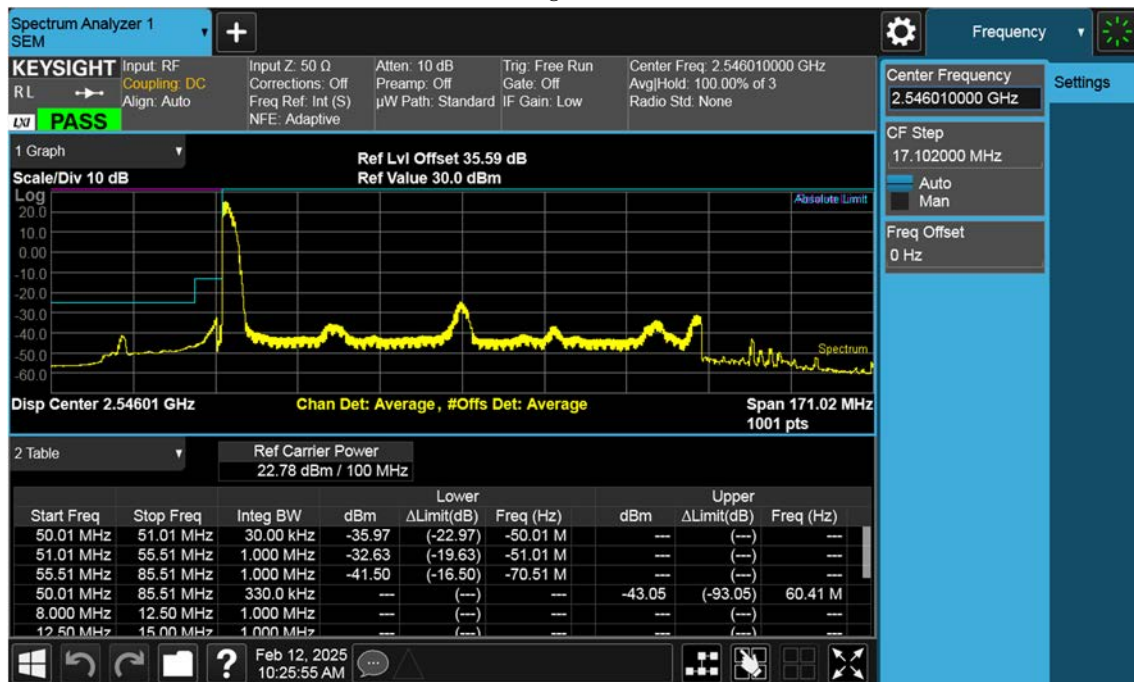 Spectrum Analyzer 1
SEM
Frequency
KEYSIGHT
R L
LXI PASS
Input: RF
Coupling: DC
Align: Auto
Input Z: 50 Ω
Corrections: Off
Freq Ref: Int (S)
NFE: Adaptive
Atten: 10 dB
Preamp: Off
µW Path: Standard
Trig: Free Run
Gate: Off
IF Gain: Low
Center Freq: 2.546010000 GHz
Avg|Hold: 100.00% of 3
Radio Std: None
Center Frequency
2.546010000 GHz
Settings
CF Step
17.102000 MHz
Auto
Man
Freq Offset
0 Hz
1 Graph
Scale/Div 10 dB
Ref Lvl Offset 35.59 dB
Ref Value 30.0 dBm
Log
Absolute Limit
20.0
10.0
0.00
-10.0
-20.0
-30.0
-40.0
-50.0
-60.0
Spectrum
Disp Center 2.54601 GHz
Chan Det: Average, #Offs Det: Average
Span 171.02 MHz
1001 pts
2 Table
Ref Carrier Power
22.78 dBm / 100 MHz
Lower Upper
Start Freq Stop Freq Integ BW dBm ΔLimit(dB) Freq (Hz) dBm ΔLimit(dB) Freq (Hz)
50.01 MHz 51.01 MHz 30.00 kHz -35.97 (-22.97) -50.01 M --- (---) ---
51.01 MHz 55.51 MHz 1.000 MHz -32.63 (-19.63) -51.01 M --- (---) ---
55.51 MHz 85.51 MHz 1.000 MHz -41.50 (-16.50) -70.51 M --- (---) ---
50.01 MHz 85.51 MHz 330.0 kHz --- (---) --- -43.05 (-93.05) 60.41 M
8.000 MHz 12.50 MHz 1.000 MHz --- (---) --- --- (---) ---
12.50 MHz 15.00 MHz 1.000 MHz --- (---) --- --- (---) ---
Feb 12, 2025
10:25:55 AM